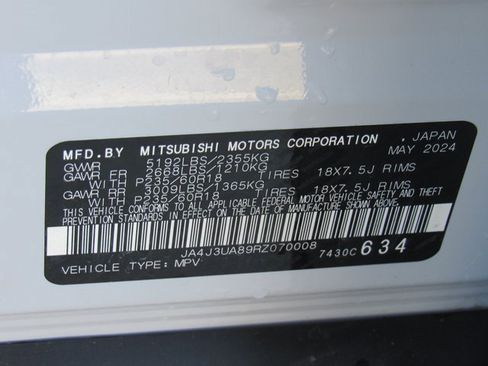 MFD.BY MITSUBISHI MOTORS CORPORATION, JAPAN
GVWR 5192LBS/2355KG MAY 2024
GAWR FR 2668LBS/1210KG
WITH P235/60R18 TIRES 18X7.5J RIMS
GAWR RR 3009LBS/1365KG
WITH P235/60R18 TIRES 18X7.5J RIMS
THIS VEHICLE CONFORMS TO ALL APPLICABLE FEDERAL MOTOR VEHICLE SAFETY AND THEFT
PREVENTION STANDARDS IN EFFECT ON THE DATE OF MANUFACTURE SHOWN ABOVE.
JA4J3UA89RZ070008 7430C 634
VEHICLE TYPE:MPV